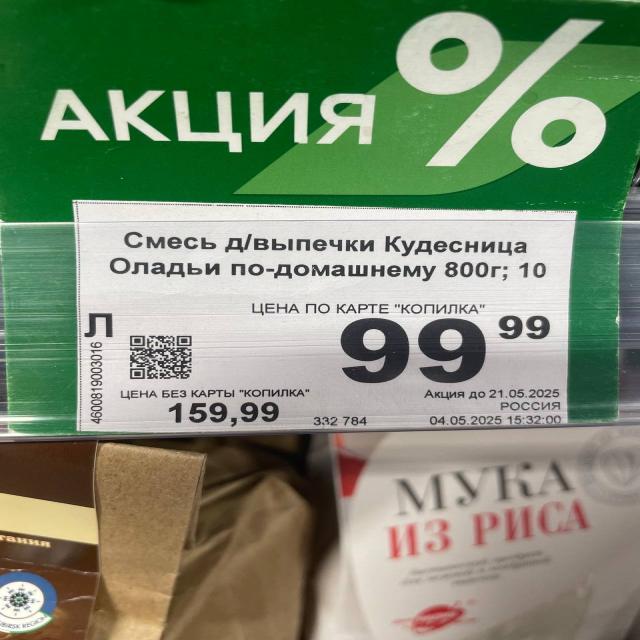 АКЦИЯ %
Смесь д/выпечки Кудесница
Оладьи по-домашнему 800г; 10
ЦЕНА ПО КАРТЕ "КОПИЛКА"
99 99
Л
4600819003016
ЦЕНА БЕЗ КАРТЫ "КОПИЛКА"
159,99
332 784
Акция до 21.05.2025
РОССИЯ
04.05.2025 15:32:00
МУКА
ИЗ РИСА